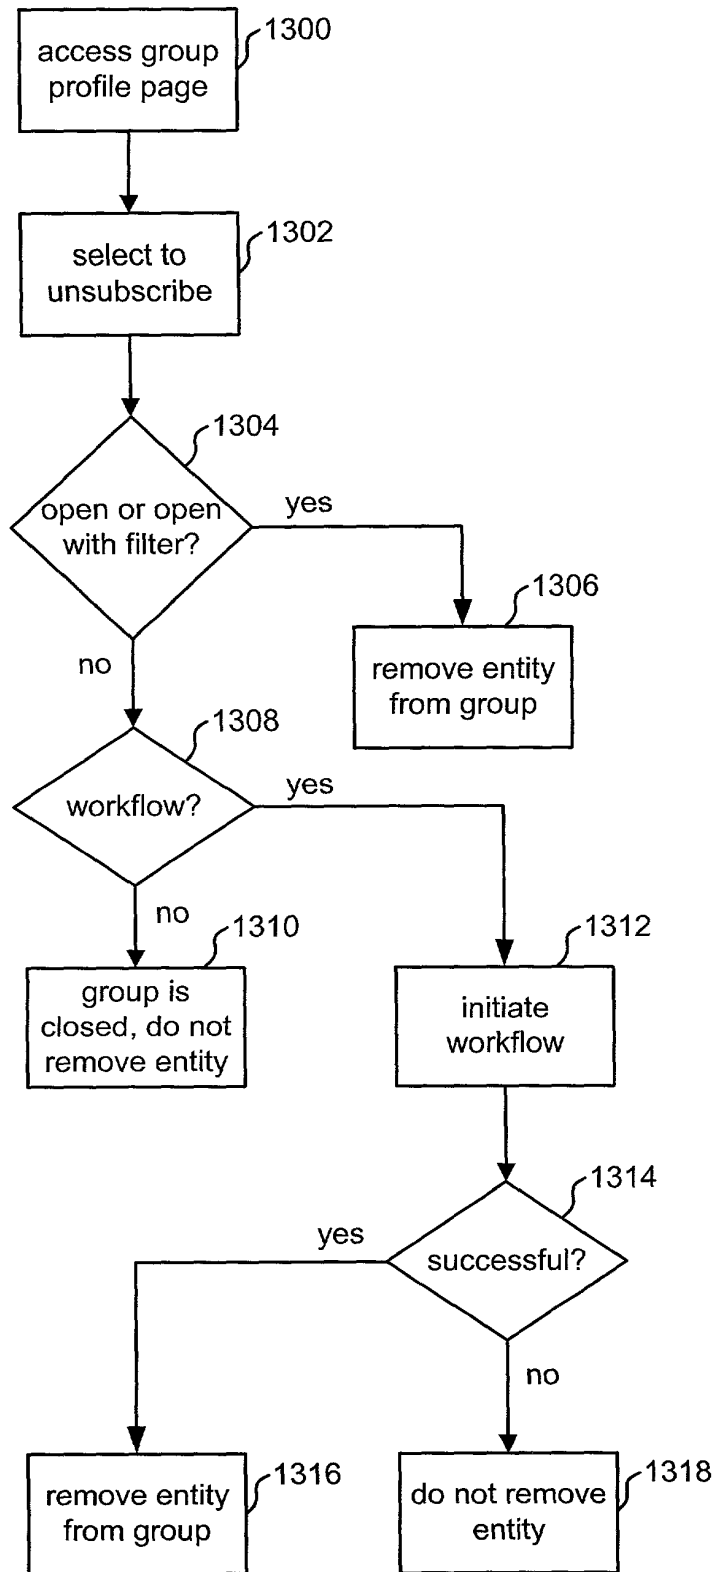 1300
access group
profile page
1302
select to
unsubscribe
1304
open or open
with filter?
yes
1306
no
remove entity
from group
1308
workflow?
yes
no
1310
1312
group is
closed, do not
remove entity
initiate
workflow
1314
yes
successful?
no
1316
1318
remove entity
from group
do not remove
entity